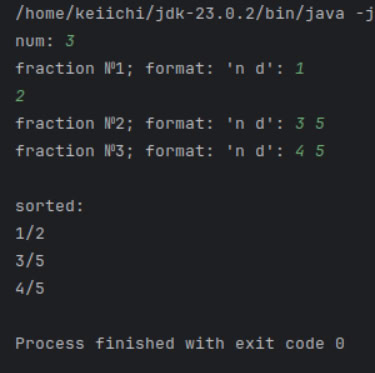 /home/keiichi/jdk-23.0.2/bin/java -j
num: 3
fraction №1; format: 'n d': 1
2
fraction №2; format: 'n d': 3 5
fraction №3; format: 'n d': 4 5
sorted:
1/2
3/5
4/5
Process finished with exit code 0